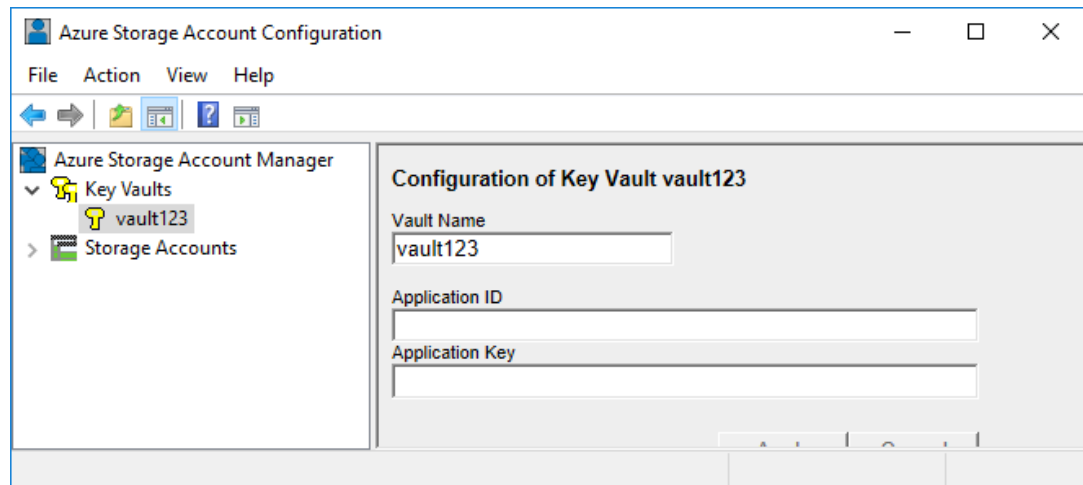 Azure Storage Account Configuration
File Action View Help
Azure Storage Account Manager
Key Vaults
vault123
Storage Accounts
Configuration of Key Vault vault123
Vault Name
vault123
Application ID
Application Key